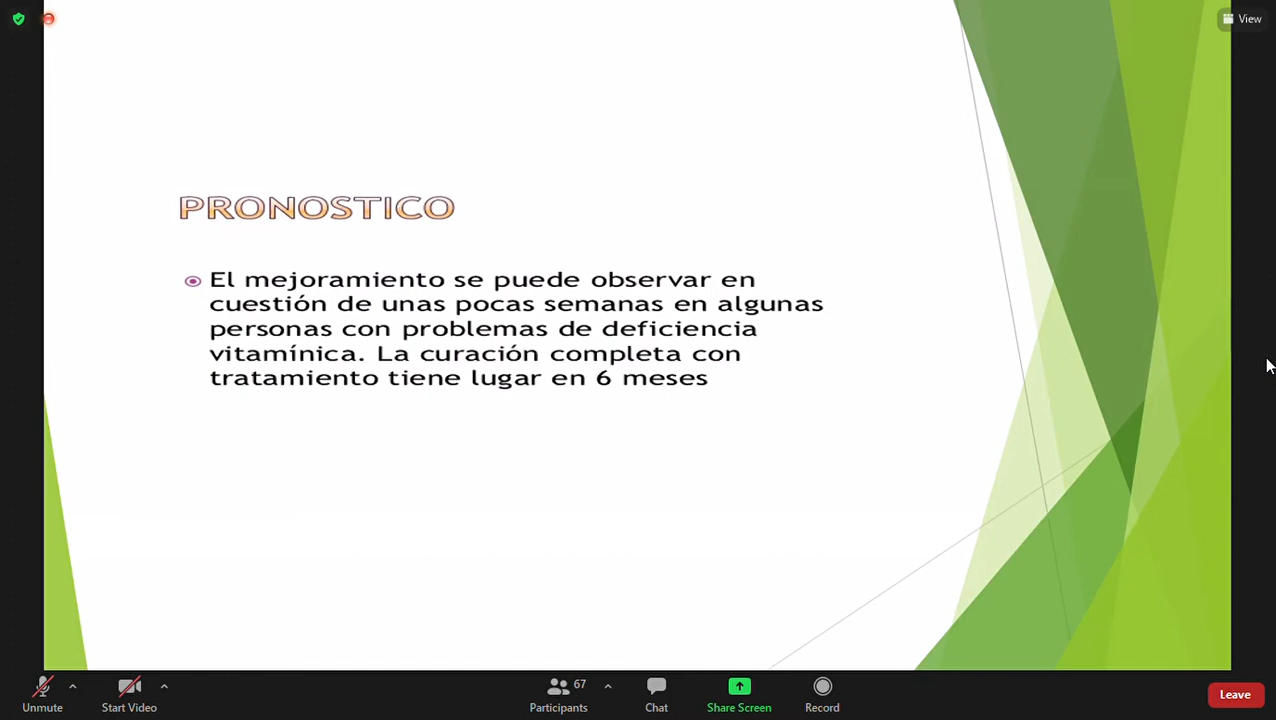 View
PRONOSTICO
El mejoramiento se puede observar en
cuestión de unas pocas semanas en algunas
personas con problemas de deficiencia
vitamínica. La curación completa con
tratamiento tiene lugar en 6 meses
Unmute
Start Video
67
Participants
Chat
Share Screen
Record
Leave